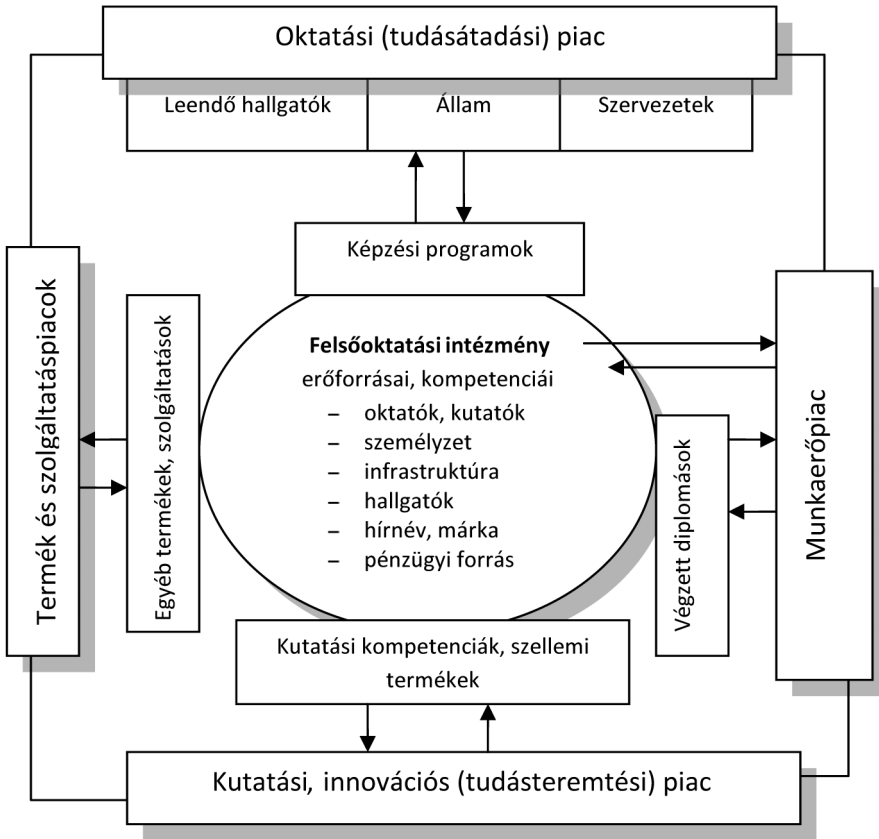 Oktatási (tudásátadási) piac
Leendő hallgatók
Állam
Szervezetek
Képzési programok
Termék és szolgáltatáspiacok
Egyéb termékek, szolgáltatások
Felsőoktatási intézmény
erőforrásai, kompetenciái
– oktatók, kutatók
– személyzet
– infrastruktúra
– hallgatók
– hírnév, márka
– pénzügyi forrás
Végzett diplomások
Munkaerőpiac
Kutatási kompetenciák, szellemi
termékek
Kutatási, innovációs (tudásteremtési) piac